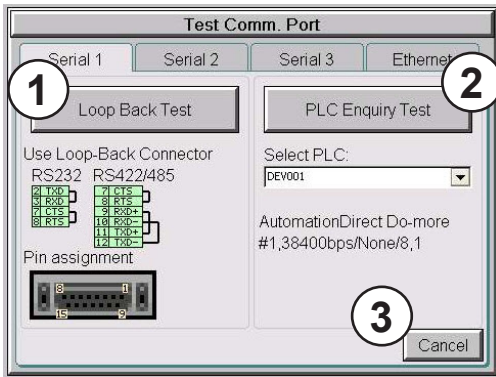 Test Comm. Port
Serial 1 Serial 2 Serial 3 Ethernet
1
2
Loop Back Test
PLC Enquiry Test
Use Loop-Back Connector
RS232 RS422/485
2 TXD
3 RXD
7 CTS
8 RTS
7 CTS
8 RTS
9 RXD+
10 RXD-
11 TXD+
12 TXD-
Pin assignment
8 1
15 9
Select PLC:
DEV001
AutomationDirect Do-more
#1,38400bps/None/8,1
3
Cancel